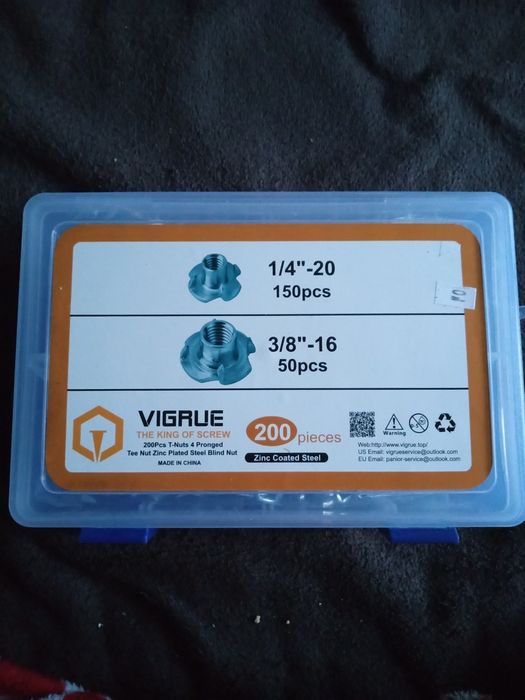 1/4"-20
150pcs
3/8"-16
50pcs
VIGRUE
THE KING OF SCREW
200Pcs T-Nuts 4 Pronged
Tee Nut Zinc Plated Steel Blind Nut
MADE IN CHINA
200 pieces
Zinc Coated Steel
Warning
Web:http://www.vigrue.top/
US Email: vigrueservice@outlook.com
EU Email: panior-service@outlook.com